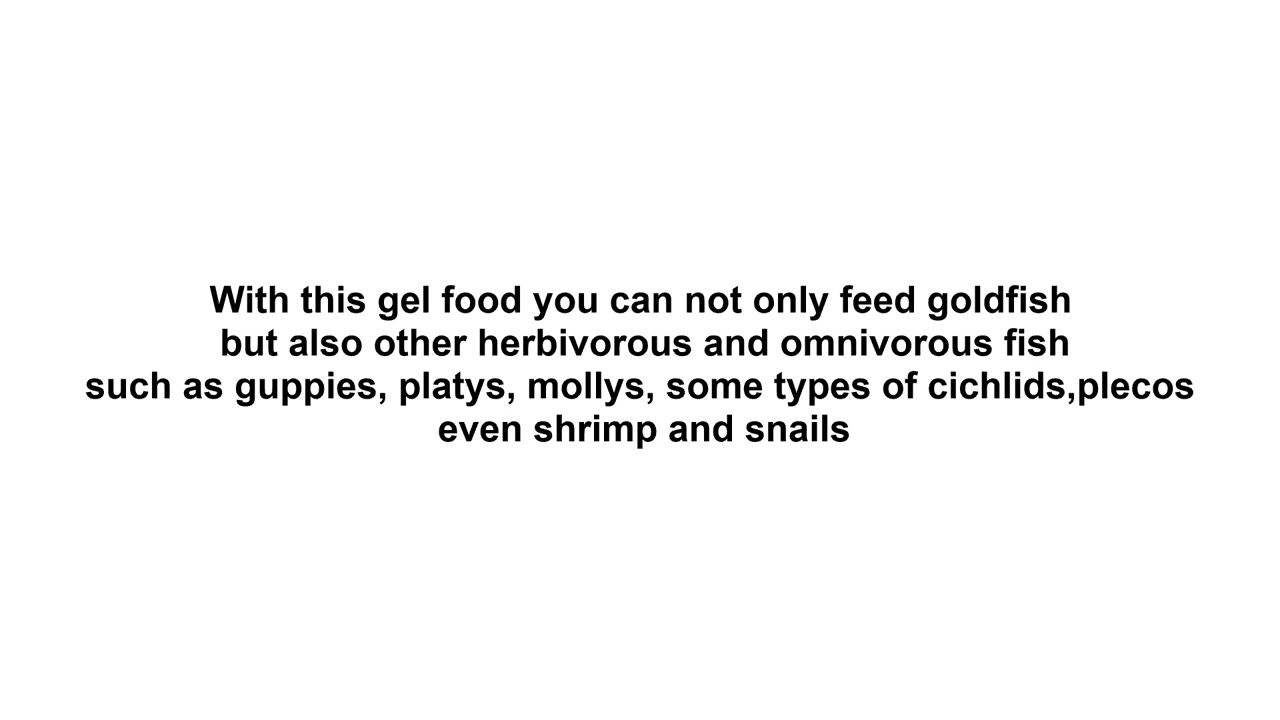 With this gel food you can not only feed goldfish
but also other herbivorous and omnivorous fish
such as guppies, platys, mollys, some types of cichlids,plecos
even shrimp and snails